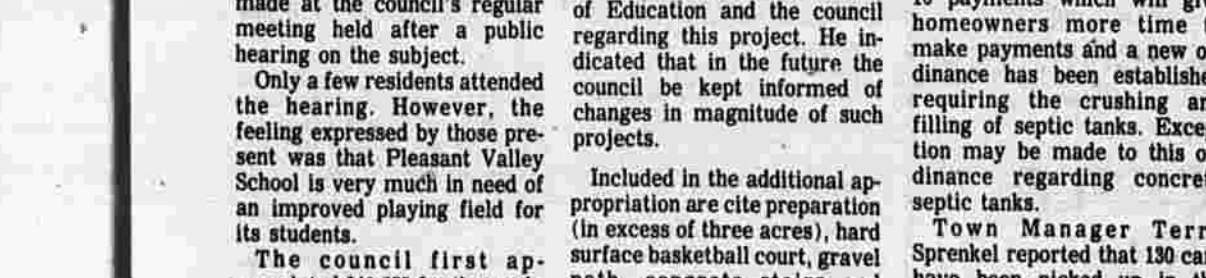 made at the council's regular
meeting held after a public
hearing on the subject.
Only a few residents attended
the hearing. However, the
feeling expressed by those pre-
sent was that Pleasant Valley
School is very much in need of
an improved playing field for
its students.
The council first ap-
of Education and the council
regarding this project. He in-
dicated that in the future the
council be kept informed of
changes in magnitude of such
projects.
Included in the additional ap-
propriation are cite preparation
(in excess of three acres), hard
surface basketball court, gravel
payments which will
homeowners more time
make payments and a new o
dinance has been establishe
requiring the crushing a
filling of septic tanks. Exce
tion may be made to this o
dinance regarding concre
septic tanks.
Town Manager Terr
Sprenkel reported that 130 ca